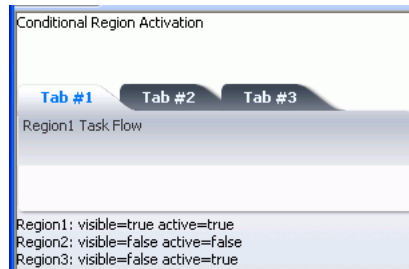 Conditional Region Activation
Tab #1 Tab #2 Tab #3
Region1 Task Flow
Region1: visible=true active=true
Region2: visible=false active=false
Region3: visible=false active=true